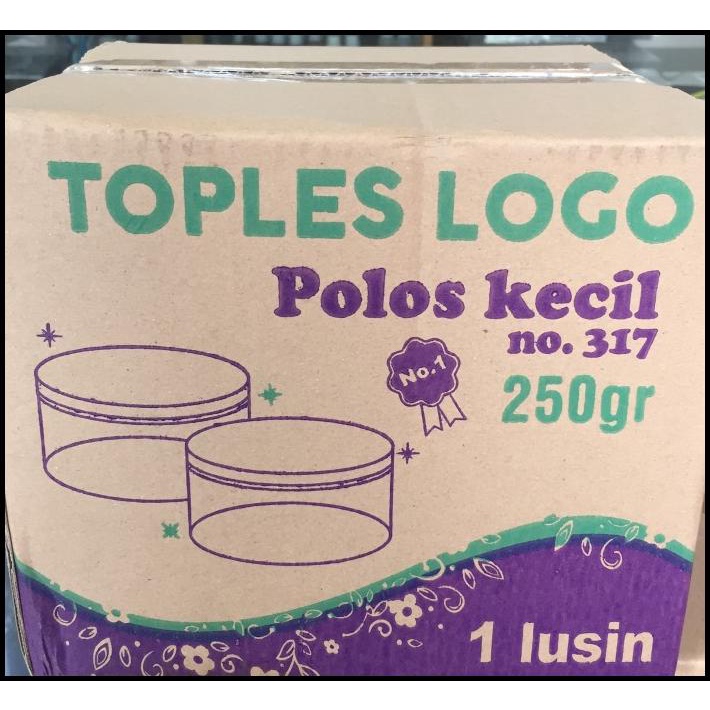 TOPLES LOGO
Polos kecil
no. 317
No.1
250gr
1 lusin